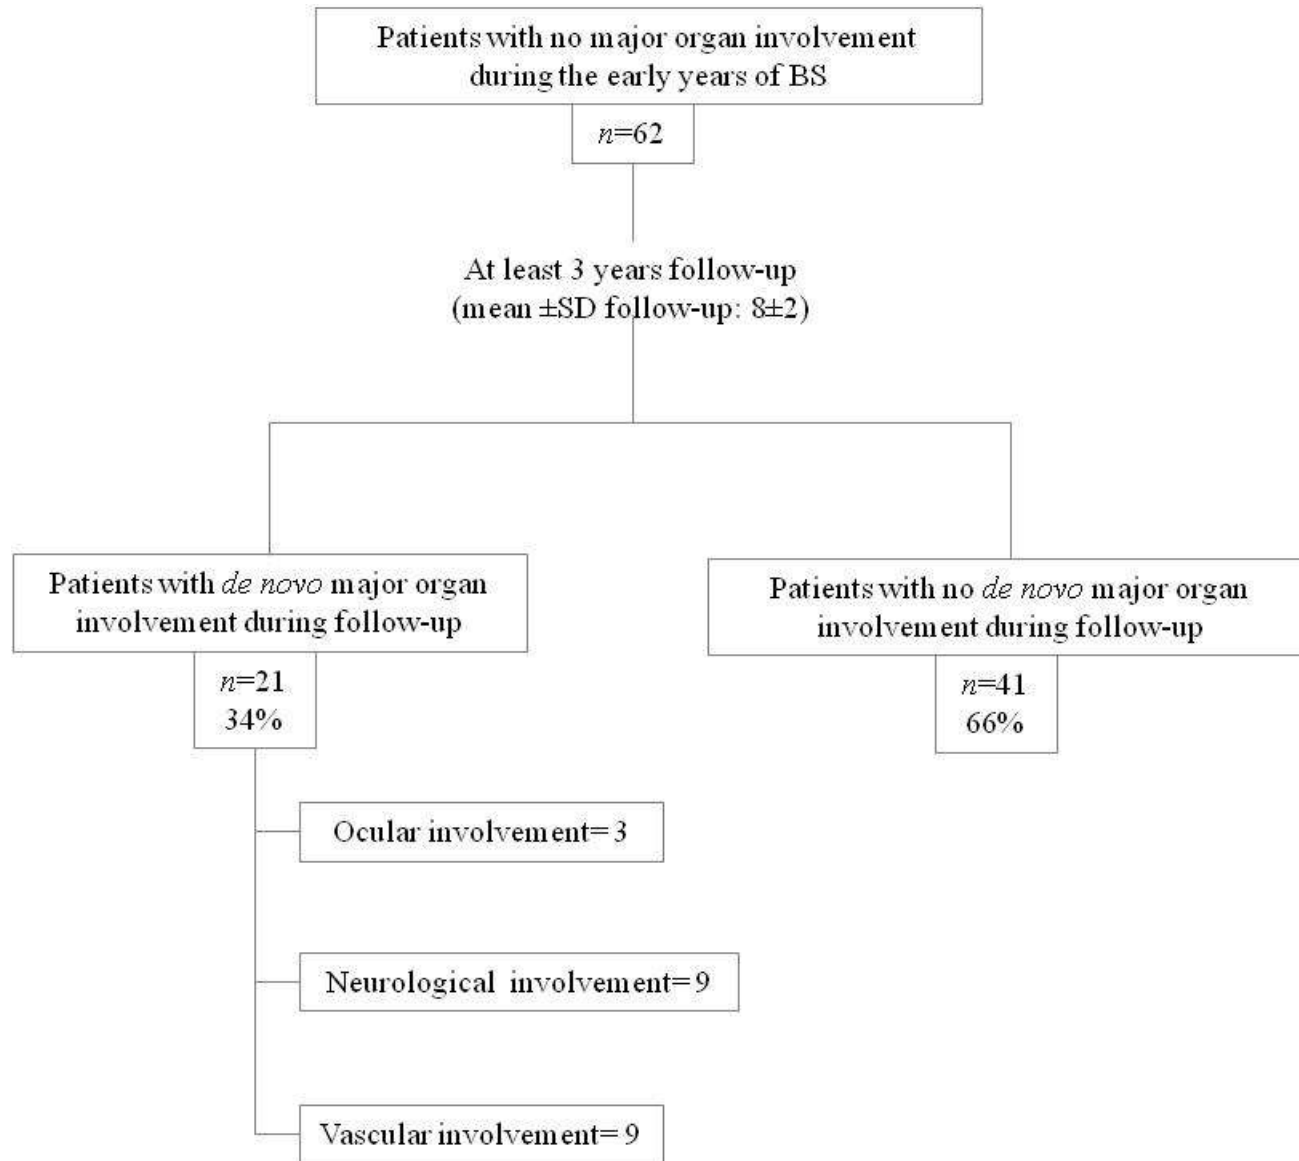 Patients with no major organ involvement
during the early years of BS
n=62
At least 3 years follow-up
(mean ±SD follow-up: 8±2)
Patients with de novo major organ
involvement during follow-up
n=21
34%
Patients with no de novo major organ
involvement during follow-up
n=41
66%
Ocular involvement= 3
Neurological involvement= 9
Vascular involvement= 9